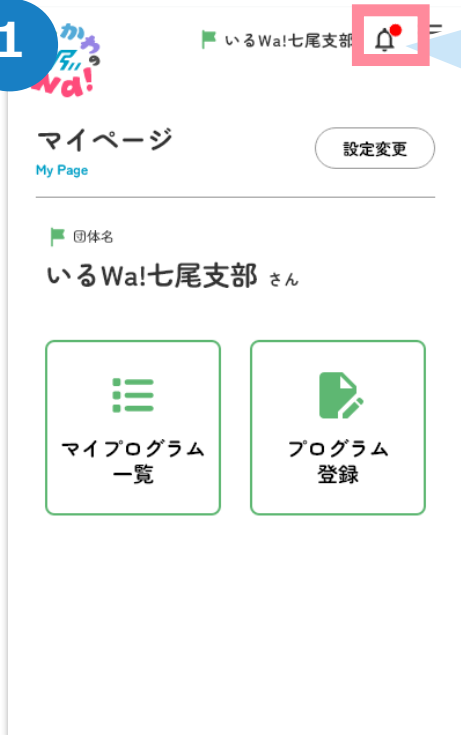 1
いるWa!七尾支部
マイページ
設定変更
My Page
団体名
いるWa!七尾支部 さん
マイプログラム
一覧
プログラム
登録